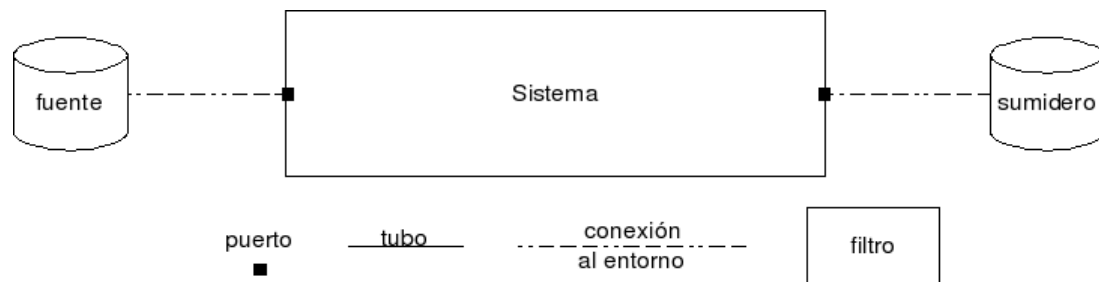 fuente
Sistema
sumidero
puerto
tubo
conexión
al entorno
filtro